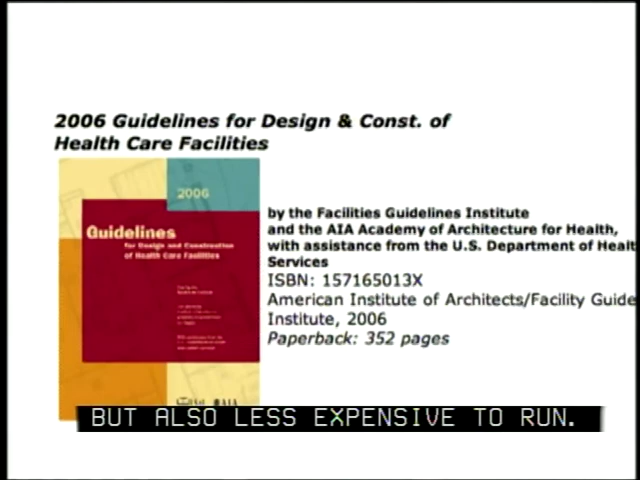 2006 Guidelines for Design & Const. of
Health Care Facilities
2006
Guidelines
for Design and Construction
of Health Care Facilities
by the Facilities Guidelines Institute
and the AIA Academy of Architecture for Health,
with assistance from the U.S. Department of Healt
Services
ISBN: 157165013X
American Institute of Architects/Facility Guide
Institute, 2006
Paperback: 352 pages
AIA
BUT ALSO LESS EXPENSIVE TO RUN.